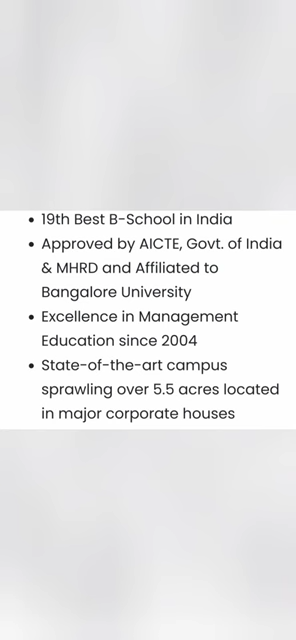 • 19th Best B-School in India
• Approved by AICTE, Govt. of India
& MHRD and Affiliated to
Bangalore University
• Excellence in Management
Education since 2004
• State-of-the-art campus
sprawling over 5.5 acres located
in major corporate houses